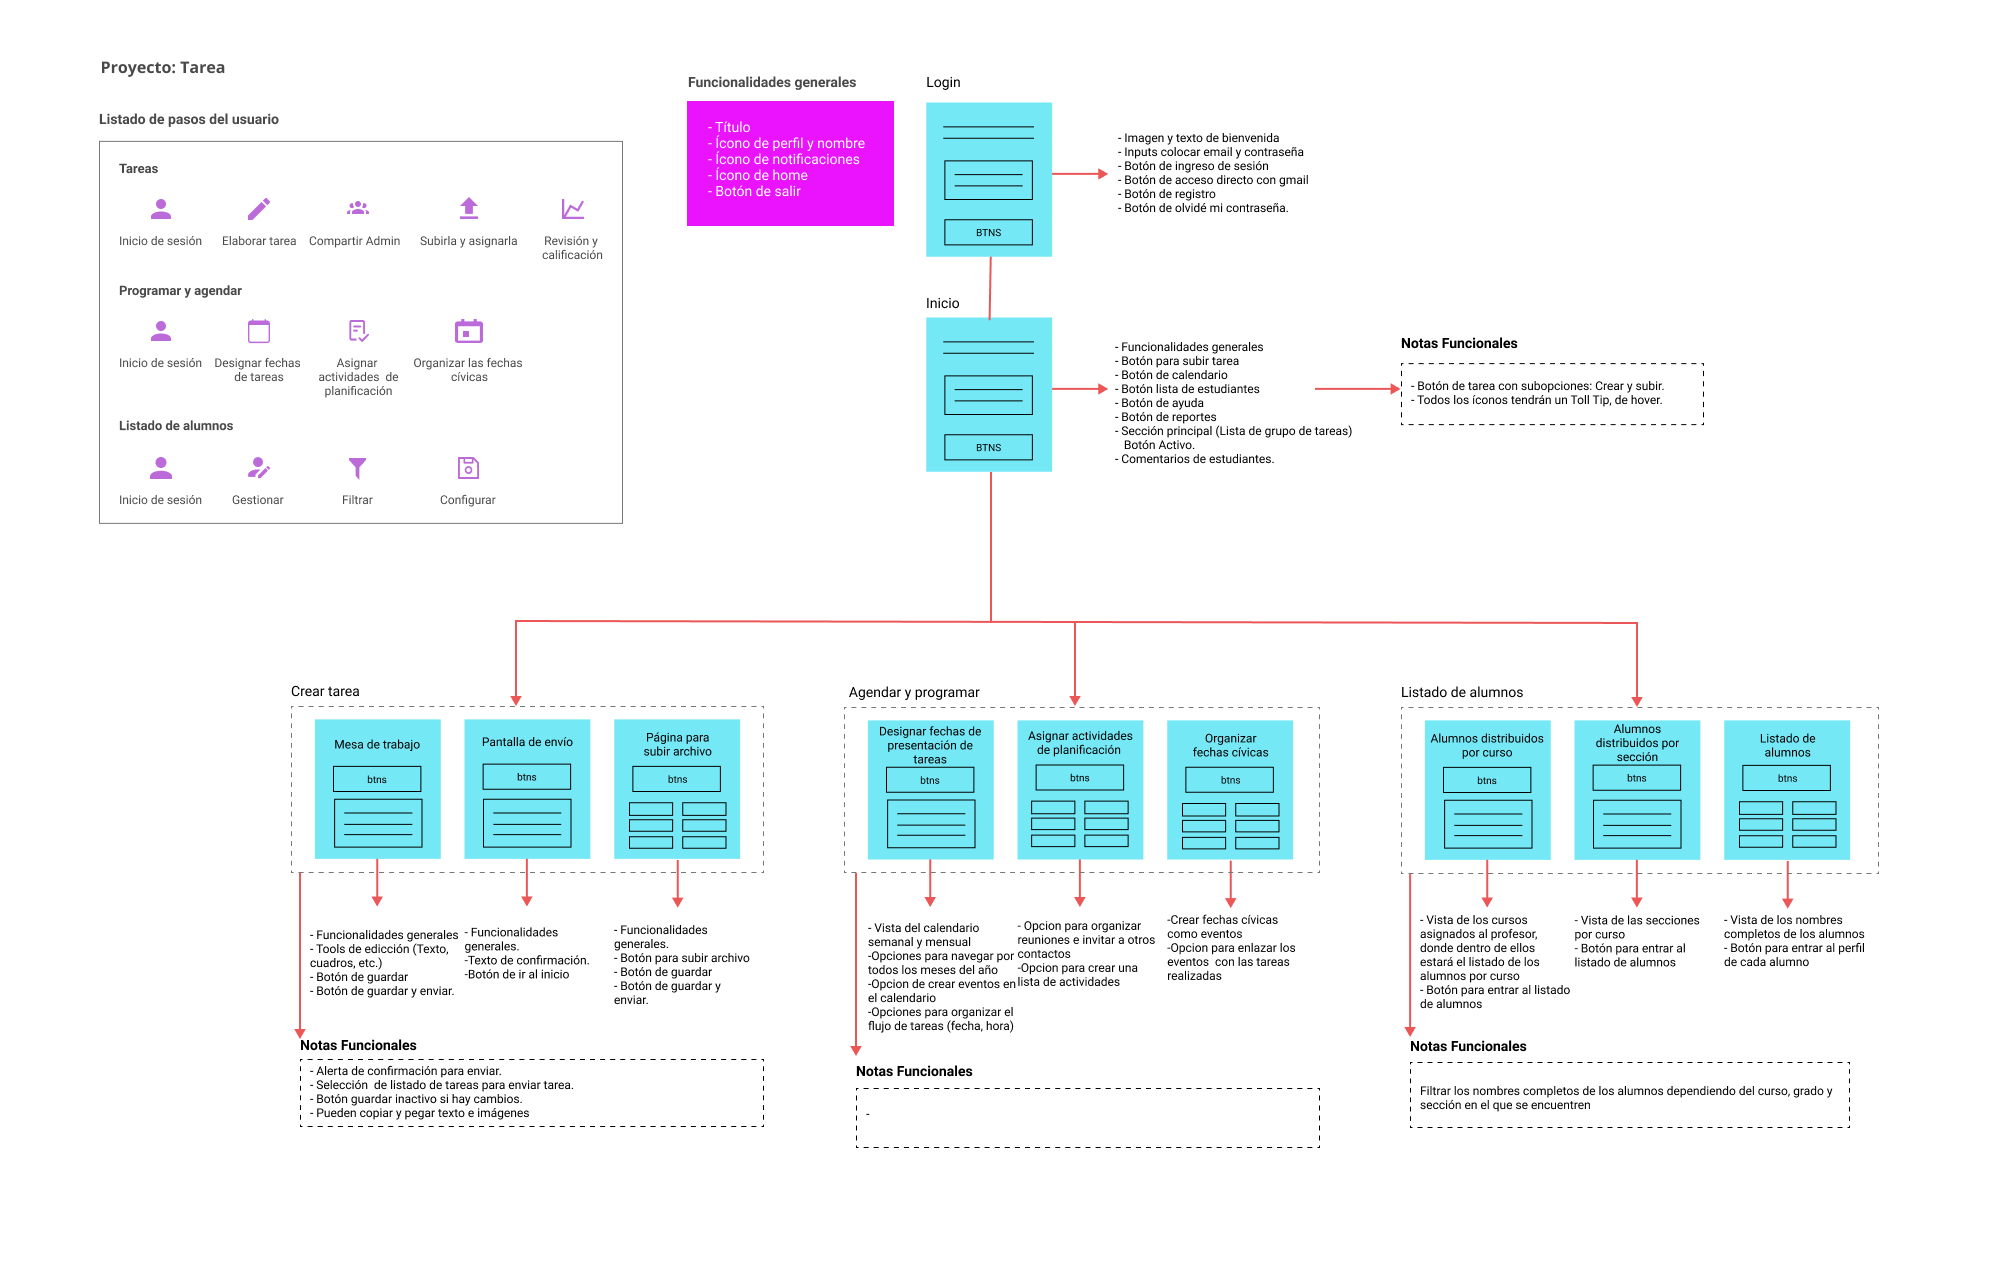 Proyecto: Tarea
Listado de pasos del usuario
Tareas
Inicio de sesión
Elaborar tarea
Compartir Admin
Subirla y asignarla
Revisión y
calificación
Programar y agendar
Inicio de sesión
Designar fechas
de tareas
Asignar
actividades  de
planificación
Organizar las fechas
cívicas
Listado de alumnos
Inicio de sesión
Gestionar
Filtrar
Configurar
Funcionalidades generales
- Título
- Ícono de perfil y nombre
- Ícono de notificaciones
- Ícono de home
- Botón de salir
Login
BTNS
- Imagen y texto de bienvenida
- Inputs colocar email y contraseña
- Botón de ingreso de sesión
- Botón de acceso directo con gmail
- Botón de registro
- Botón de olvidé mi contraseña.
Inicio
BTNS
- Funcionalidades generales
- Botón para subir tarea
- Botón de calendario
- Botón lista de estudiantes
- Botón de ayuda
- Botón de reportes
- Sección principal (Lista de grupo de tareas)
Botón Activo.
- Comentarios de estudiantes.
Notas Funcionales
- Botón de tarea con subopciones: Crear y subir.
- Todos los íconos tendrán un Toll Tip, de hover.
Crear tarea
Mesa de trabajo
btns
Pantalla de envío
btns
Página para
subir archivo
btns
- Funcionalidades generales
- Tools de edicción (Texto,
cuadros, etc.)
- Botón de guardar
- Botón de guardar y enviar.
- Funcionalidades
generales.
-Texto de confirmación.
-Botón de ir al inicio
- Funcionalidades
generales.
- Botón para subir archivo
- Botón de guardar
- Botón de guardar y
enviar.
Notas Funcionales
- Alerta de confirmación para enviar.
- Selección  de listado de tareas para enviar tarea.
- Botón guardar inactivo si hay cambios.
- Pueden copiar y pegar texto e imágenes
Agendar y programar
Designar fechas de
presentación de
tareas
btns
Asignar actividades
de planificación
btns
Organizar
fechas cívicas
btns
- Vista del calendario
semanal y mensual
-Opciones para navegar por
todos los meses del año
-Opcion de crear eventos en
el calendario
-Opciones para organizar el
flujo de tareas (fecha, hora)
- Opcion para organizar
reuniones e invitar a otros
contactos
-Opcion para crear una
lista de actividades
-Crear fechas cívicas
como eventos
-Opcion para enlazar los
eventos  con las tareas
realizadas
Notas Funcionales
-
Listado de alumnos
Alumnos distribuidos
por curso
btns
Alumnos
distribuidos por
sección
btns
Listado de
alumnos
btns
- Vista de los cursos
asignados al profesor,
donde dentro de ellos
estará el listado de los
alumnos por curso
- Botón para entrar al listado
de alumnos
- Vista de las secciones
por curso
- Botón para entrar al
listado de alumnos
- Vista de los nombres
completos de los alumnos
- Botón para entrar al perfil
de cada alumno
Notas Funcionales
Filtrar los nombres completos de los alumnos dependiendo del curso, grado y
sección en el que se encuentren